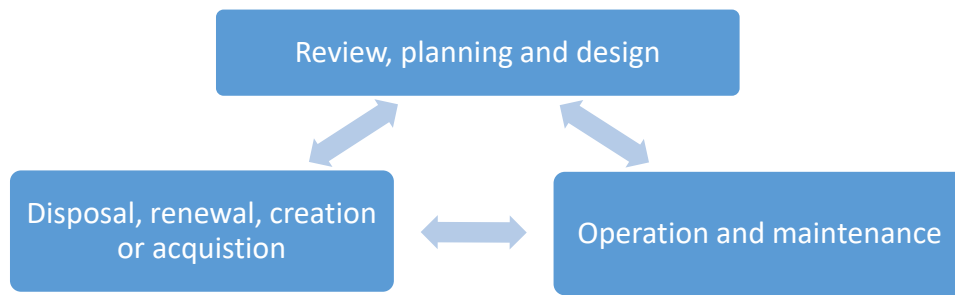 Review, planning and design
Disposal, renewal, creation
or acquistion
Operation and maintenance